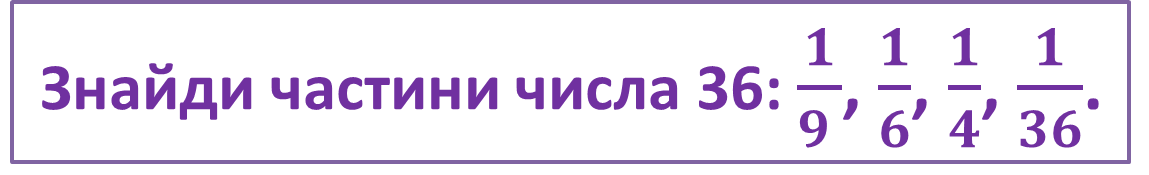 Знайди частини числа 36: 1/9, 1/6, 1/4, 1/36.